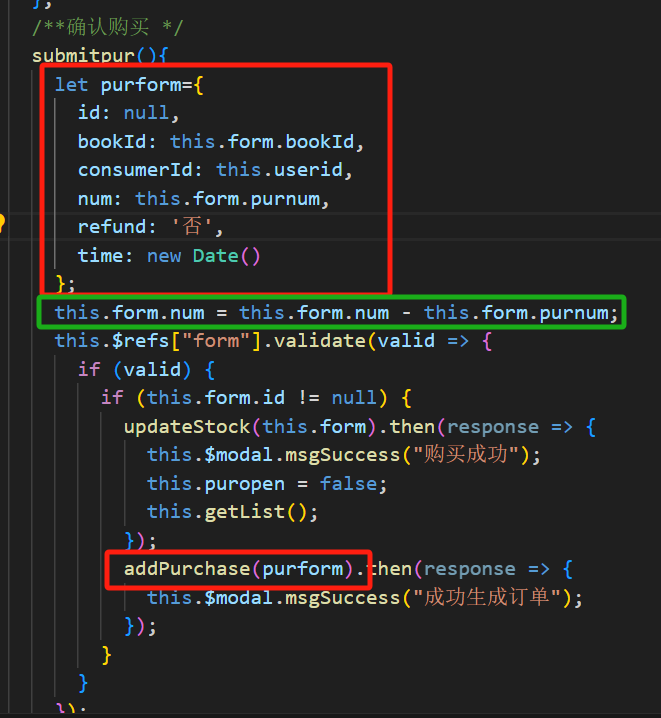 };
/**确认购买 */
submitpur(){
let purform={
id: null,
bookId: this.form.bookId,
consumerId: this.userid,
num: this.form.purnum,
refund: '否',
time: new Date()
};
this.form.num = this.form.num - this.form.purnum;
this.$refs["form"].validate(valid => {
if (valid) {
if (this.form.id != null) {
updateStock(this.form).then(response => {
this.$modal.msgSuccess("购买成功");
this.puropen = false;
this.getList();
});
addPurchase(purform).then(response => {
this.$modal.msgSuccess("成功生成订单");
});
}
}
});